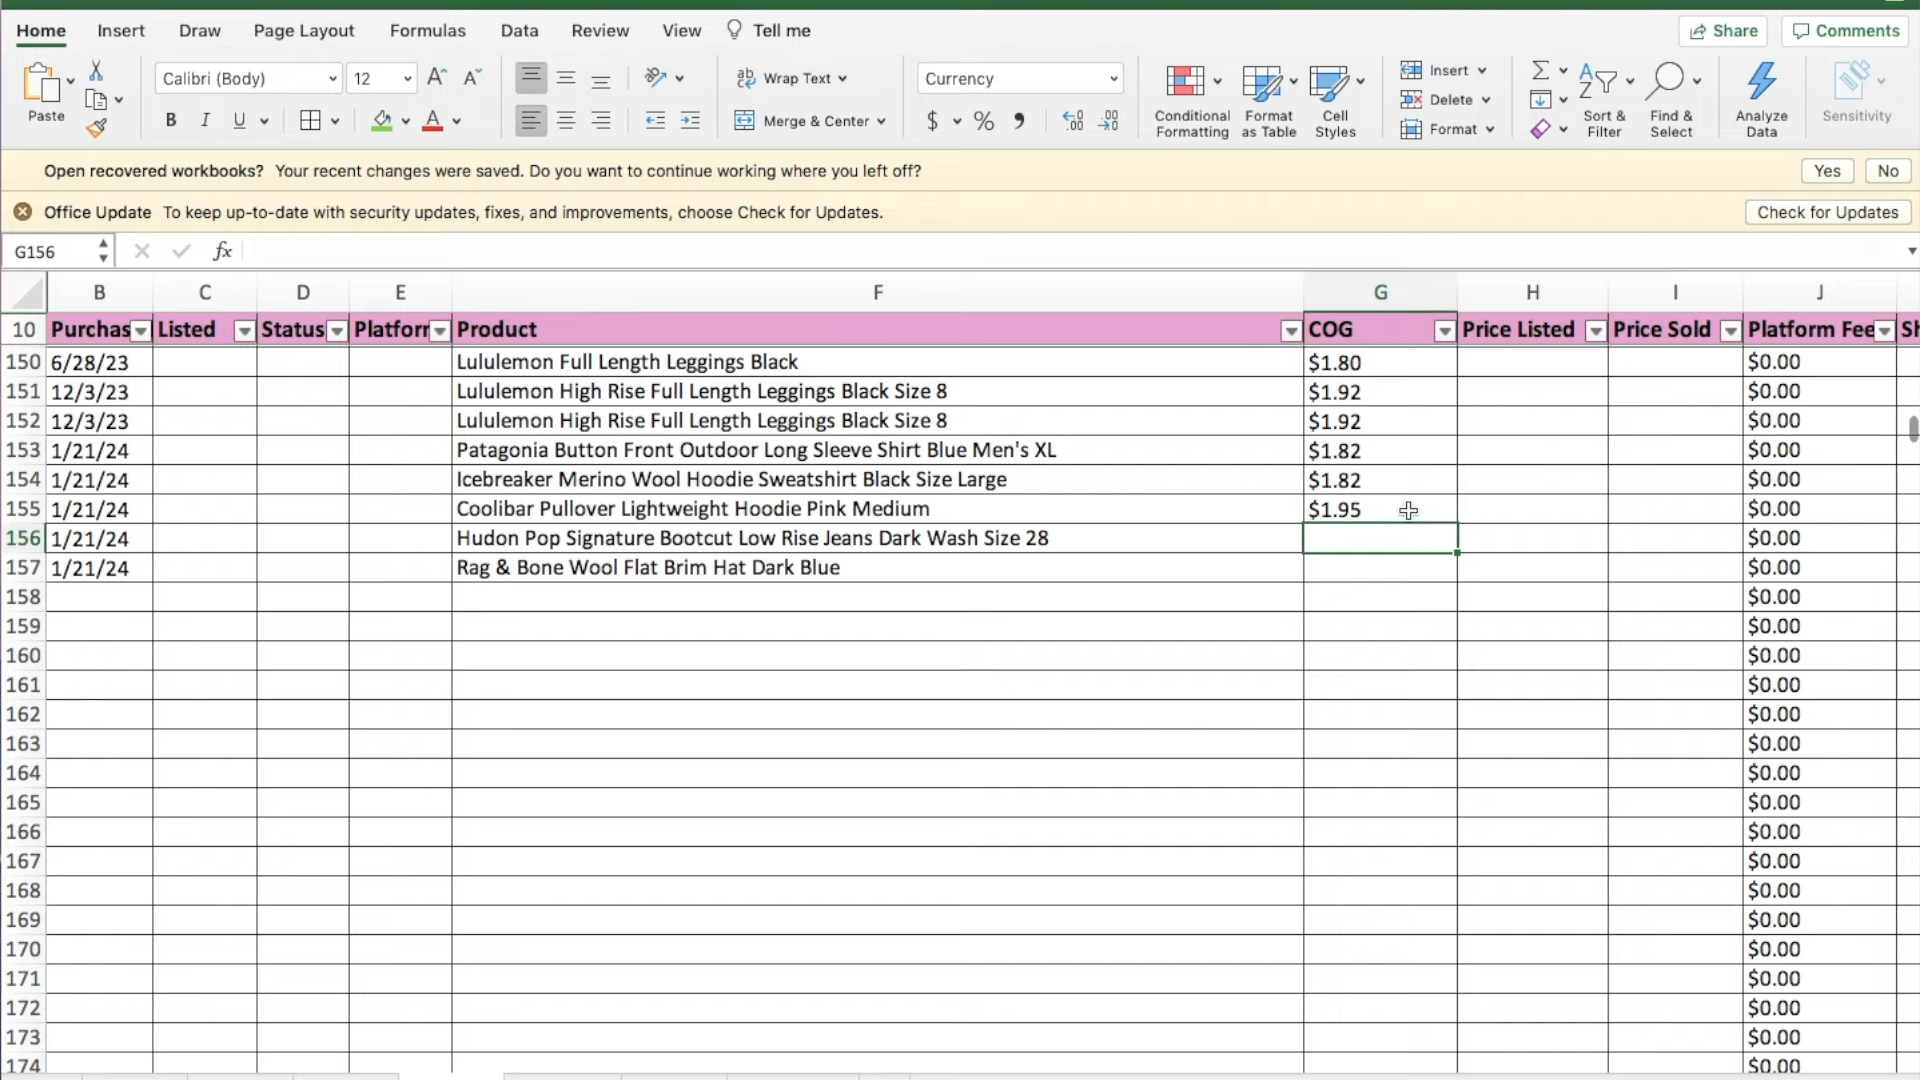 Home Insert Draw Page Layout Formulas Data Review View Tell me Share Comments
Calibri (Body) 12 Wrap Text Currency Insert
Paste B I U Merge & Center $ % Conditional Formatting Format as Table Cell Styles Delete Format Sort & Filter Find & Select Analyze Data Sensitivity
Open recovered workbooks? Your recent changes were saved. Do you want to continue working where you left off? Yes No
Office Update To keep up-to-date with security updates, fixes, and improvements, choose Check for Updates. Check for Updates
G156 fx
B C D E F G H I J
10 Purchas Listed Status Platforr Product COG Price Listed Price Sold Platform Fee Sh
150 6/28/23 Lululemon Full Length Leggings Black $1.80 $0.00
151 12/3/23 Lululemon High Rise Full Length Leggings Black Size 8 $1.92 $0.00
152 12/3/23 Lululemon High Rise Full Length Leggings Black Size 8 $1.92 $0.00
153 1/21/24 Patagonia Button Front Outdoor Long Sleeve Shirt Blue Men's XL $1.82 $0.00
154 1/21/24 Icebreaker Merino Wool Hoodie Sweatshirt Black Size Large $1.82 $0.00
155 1/21/24 Coolibar Pullover Lightweight Hoodie Pink Medium $1.95 $0.00
156 1/21/24 Hudon Pop Signature Bootcut Low Rise Jeans Dark Wash Size 28 $0.00
157 1/21/24 Rag & Bone Wool Flat Brim Hat Dark Blue $0.00
158 $0.00
159 $0.00
160 $0.00
161 $0.00
162 $0.00
163 $0.00
164 $0.00
165 $0.00
166 $0.00
167 $0.00
168 $0.00
169 $0.00
170 $0.00
171 $0.00
172 $0.00
173 $0.00
174 $0.00